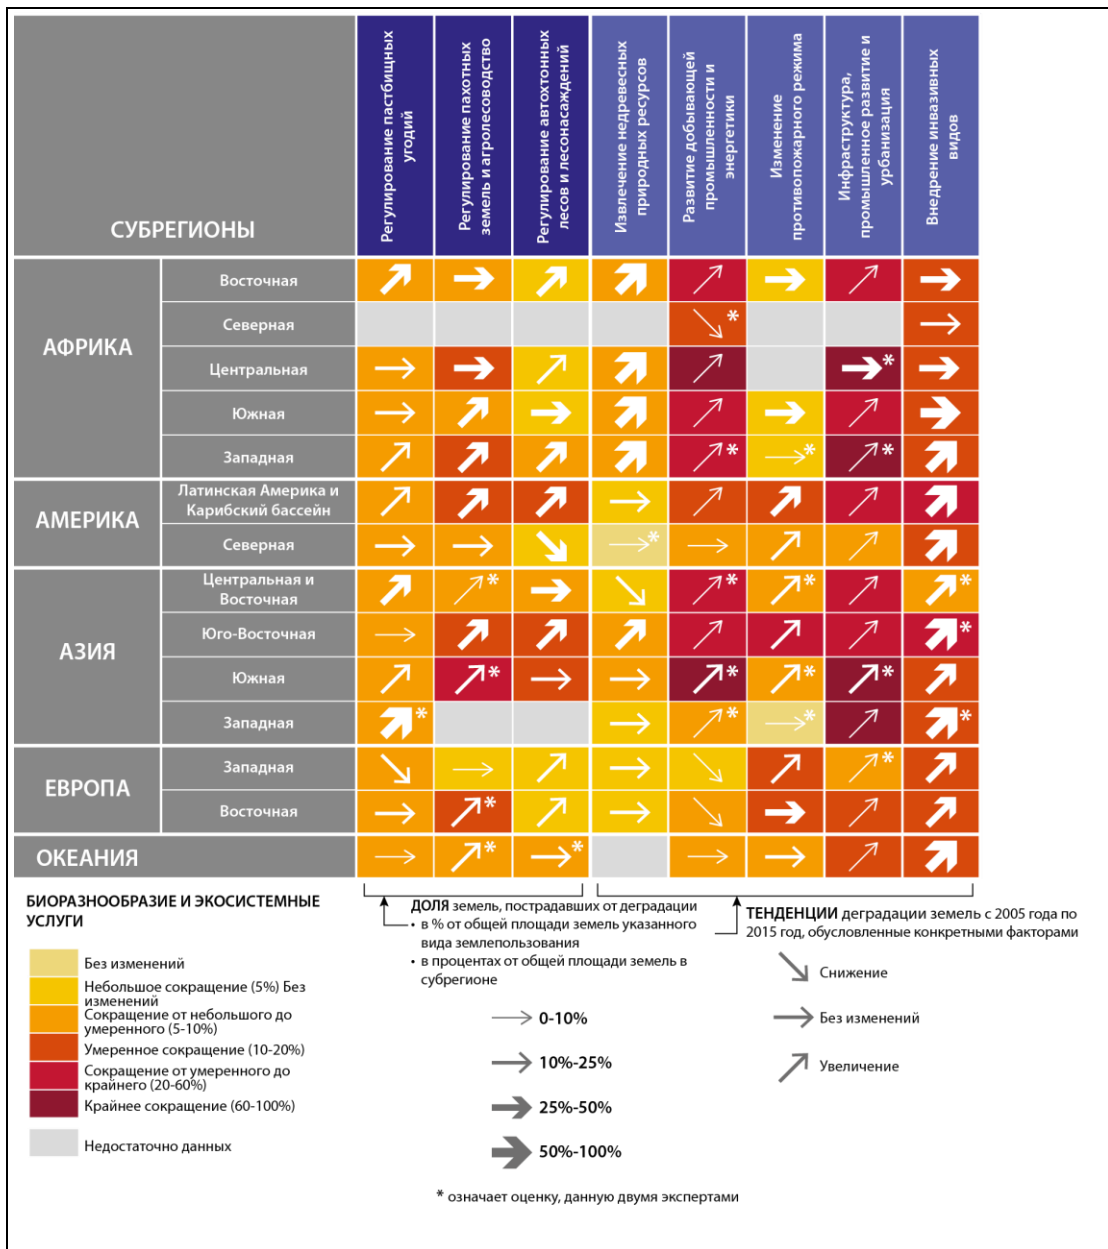 СУБРЕГИОНЫ
Регулирование пастбищных
угодий
Регулирование пахотных
земель и агролесоводство
Регулирование автохтонных
лесов и лесонасаждений
Извлечение недревесных
природных ресурсов
Развитие добывающей
промышленности и
энергетики
Изменение
противопожарного режима
Инфраструктура,
промышленное развитие и
урбанизация
Внедрение инвазивных
видов
АФРИКА
Восточная
Северная
*
Центральная
*
Южная
Западная
* * *
АМЕРИКА
Латинская Америка и
Карибский бассейн
Северная
*
АЗИЯ
Центральная и
Восточная
* * * *
Юго-Восточная
*
Южная
* * * *
Западная
* * * *
ЕВРОПА
Западная
*
Восточная
*
ОКЕАНИЯ
* *
БИОРАЗНООБРАЗИЕ И ЭКОСИСТЕМНЫЕ
УСЛУГИ
Без изменений
Небольшое сокращение (5%) Без
изменений
Сокращение от небольшого до
умеренного (5-10%)
Умеренное сокращение (10-20%)
Сокращение от умеренного до
крайнего (20-60%)
Крайнее сокращение (60-100%)
Недостаточно данных
ДОЛЯ земель, пострадавших от деградации
• в % от общей площади земель указанного
вида землепользования
• в процентах от общей площади земель в
субрегионе
0-10%
10%-25%
25%-50%
50%-100%
* означает оценку, данную двумя экспертами
ТЕНДЕНЦИИ деградации земель с 2005 года по
2015 год, обусловленные конкретными факторами
Снижение
Без изменений
Увеличение